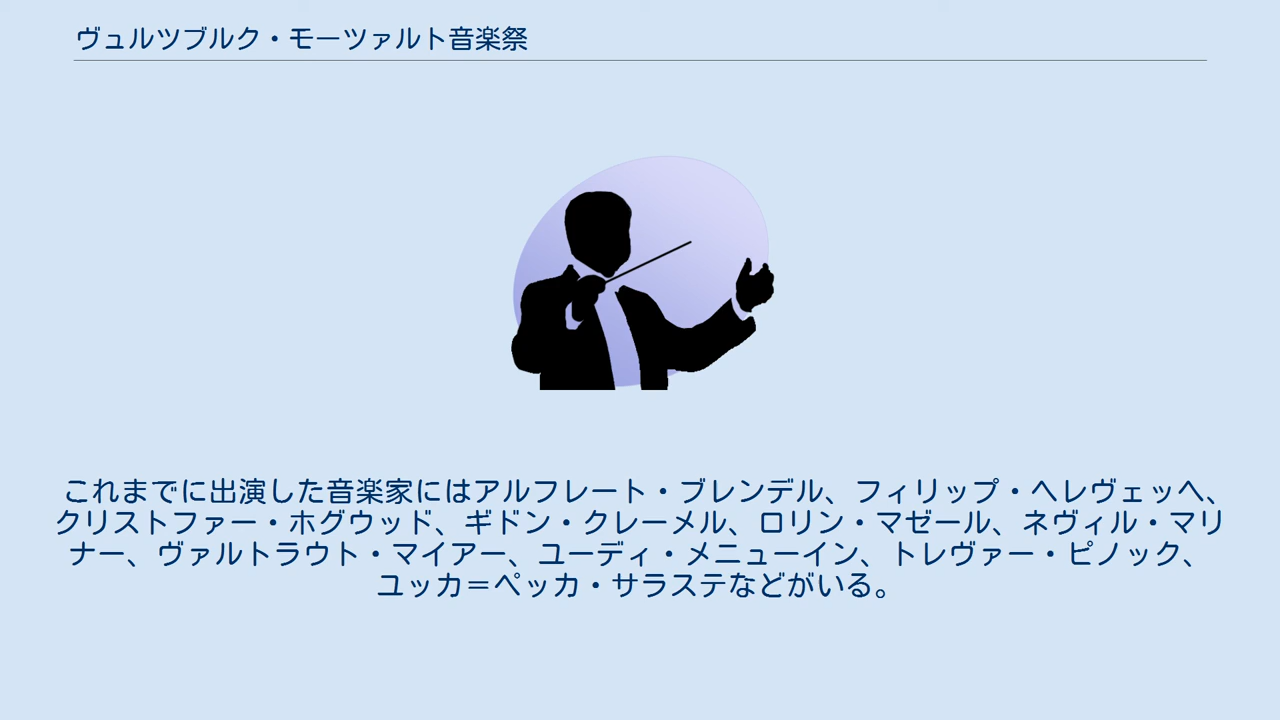 ヴュルツブルク・モーツァルト音楽祭
これまでに出演した音楽家にはアルフレート・ブレンデル、フィリップ・ヘレヴェッヘ、
クリストファー・ホグウッド、ギドン・クレーメル、ロリン・マゼール、ネヴィル・マリ
ナー、ヴァルトラウト・マイアー、ユーディ・メニューイン、トレヴァー・ピノック、
ユッカ＝ペッカ・サラステなどがいる。